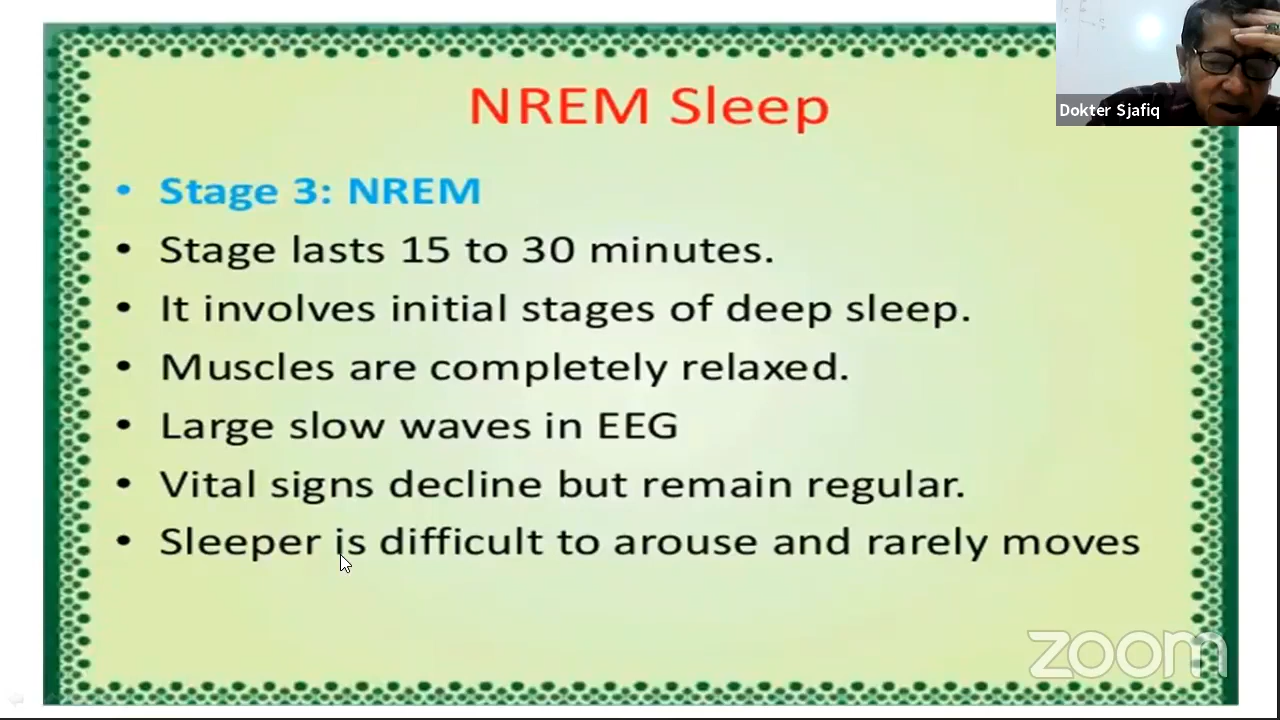 NREM Sleep
Dokter Sjafiq
• Stage 3: NREM
• Stage lasts 15 to 30 minutes.
• It involves initial stages of deep sleep.
• Muscles are completely relaxed.
• Large slow waves in EEG
• Vital signs decline but remain regular.
• Sleeper is difficult to arouse and rarely moves
zoom